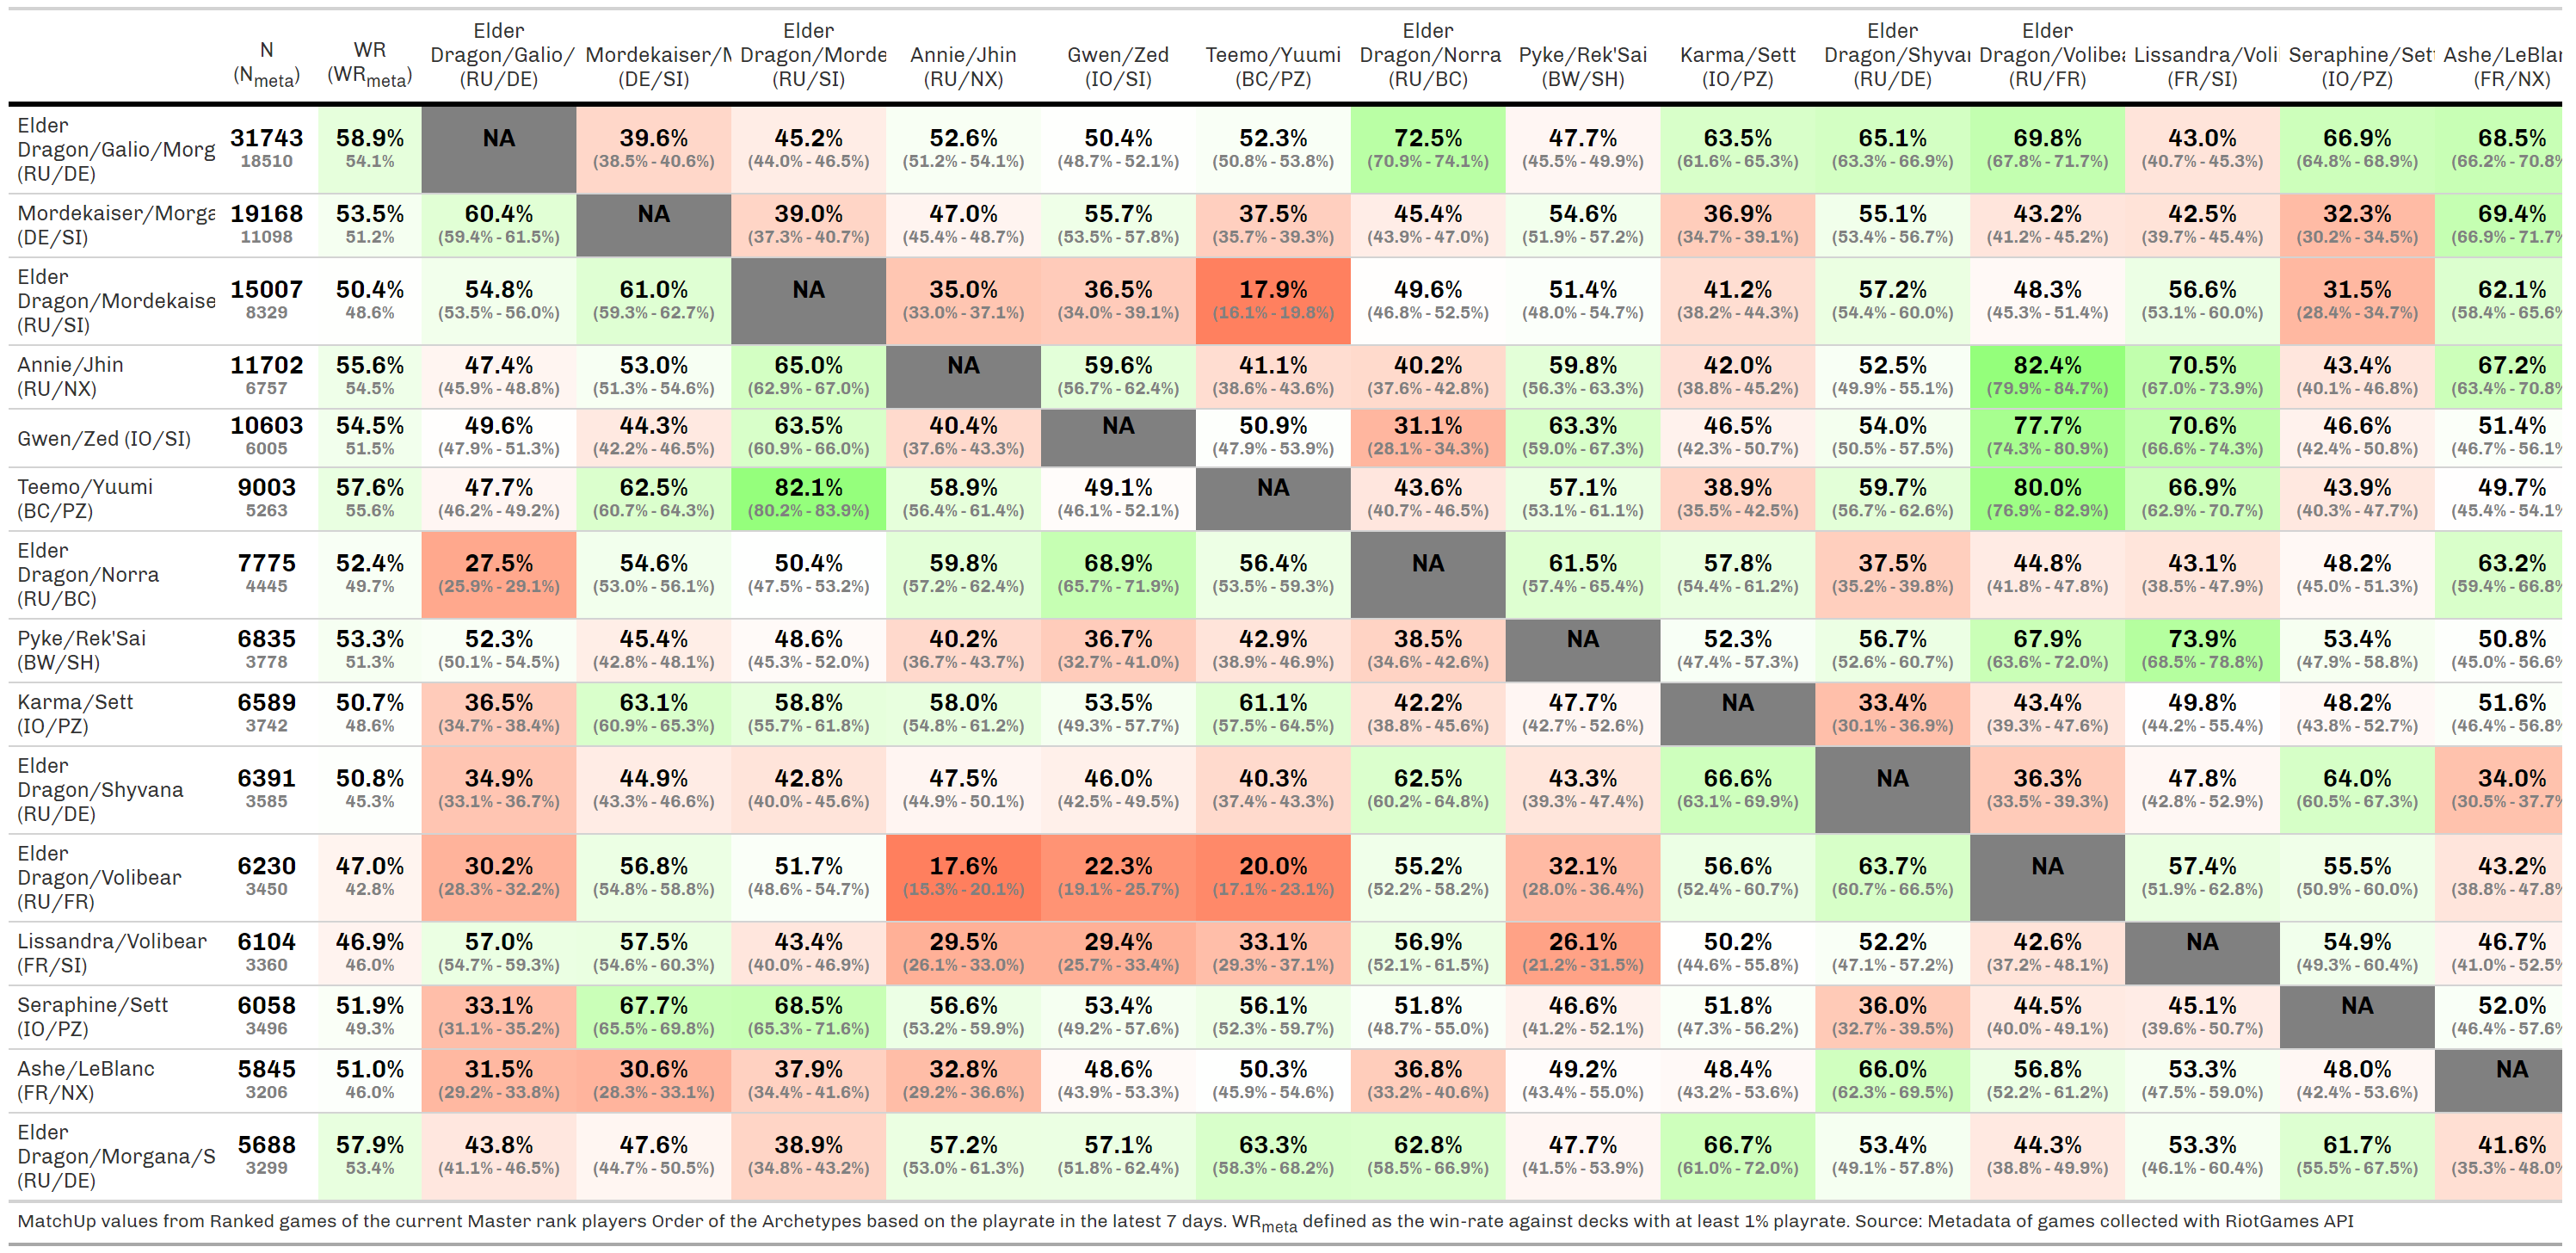 Elder Elder Elder Elder Elder
N WR Dragon/Galio/ Mordekaiser/M Dragon/Morde Annie/Jhin Gwen/Zed Teemo/Yuumi Dragon/Norra Pyke/Rek'Sai Karma/Sett Dragon/Shyvar Dragon/Volibea Lissandra/Voli Seraphine/Set Ashe/LeBlar
(Nmeta) (WRmeta) (RU/DE) (DE/SI) (RU/SI) (RU/NX) (IO/SI) (BC/PZ) (RU/BC) (BW/SH) (IO/PZ) (RU/DE) (RU/FR) (FR/SI) (IO/PZ) (FR/NX)
Elder
Dragon/Galio/Morg
(RU/DE)
31743 58.9% NA 39.6% 45.2% 52.6% 50.4% 52.3% 72.5% 47.7% 63.5% 65.1% 69.8% 43.0% 66.9% 68.5%
18510 54.1% (38.5% - 40.6%) (44.0% - 46.5%) (51.2% - 54.1%) (48.7% - 52.1%) (50.8% - 53.8%) (70.9% - 74.1%) (45.5% - 49.9%) (61.6% - 65.3%) (63.3% - 66.9%) (67.8% - 71.7%) (40.7% - 45.3%) (64.8% - 68.9%) (66.2% - 70.8%
Mordekaiser/Morga
(DE/SI)
19168 53.5% 60.4% NA 39.0% 47.0% 55.7% 37.5% 45.4% 54.6% 36.9% 55.1% 43.2% 42.5% 32.3% 69.4%
11098 51.2% (59.4% - 61.5%) (37.3% - 40.7%) (45.4% - 48.7%) (53.5% - 57.8%) (35.7% - 39.3%) (43.9% - 47.0%) (51.9% - 57.2%) (34.7% - 39.1%) (53.4% - 56.7%) (41.2% - 45.2%) (39.7% - 45.4%) (30.2% - 34.5%) (66.9% - 71.7%
Elder
Dragon/Mordekaise
(RU/SI)
15007 50.4% 54.8% 61.0% NA 35.0% 36.5% 17.9% 49.6% 51.4% 41.2% 57.2% 48.3% 56.6% 31.5% 62.1%
8329 48.6% (53.5% - 56.0%) (59.3% - 62.7%) (33.0% - 37.1%) (34.0% - 39.1%) (16.1% - 19.8%) (46.8% - 52.5%) (48.0% - 54.7%) (38.2% - 44.3%) (54.4% - 60.0%) (45.3% - 51.4%) (53.1% - 60.0%) (28.4% - 34.7%) (58.4% - 65.6%
Annie/Jhin
(RU/NX)
11702 55.6% 47.4% 53.0% 65.0% NA 59.6% 41.1% 40.2% 59.8% 42.0% 52.5% 82.4% 70.5% 43.4% 67.2%
6757 54.5% (45.9% - 48.8%) (51.3% - 54.6%) (62.9% - 67.0%) (56.7% - 62.4%) (38.6% - 43.6%) (37.6% - 42.8%) (56.3% - 63.3%) (38.8% - 45.2%) (49.9% - 55.1%) (79.9% - 84.7%) (67.0% - 73.9%) (40.1% - 46.8%) (63.4% - 70.8%
Gwen/Zed (IO/SI)
10603 54.5% 49.6% 44.3% 63.5% 40.4% NA 50.9% 31.1% 63.3% 46.5% 54.0% 77.7% 70.6% 46.6% 51.4%
6005 51.5% (47.9% - 51.3%) (42.2% - 46.5%) (60.9% - 66.0%) (37.6% - 43.3%) (47.9% - 53.9%) (28.1% - 34.3%) (59.0% - 67.3%) (42.3% - 50.7%) (50.5% - 57.5%) (74.3% - 80.9%) (66.6% - 74.3%) (42.4% - 50.8%) (46.7% - 56.1%
Teemo/Yuumi
(BC/PZ)
9003 57.6% 47.7% 62.5% 82.1% 58.9% 49.1% NA 43.6% 57.1% 38.9% 59.7% 80.0% 66.9% 43.9% 49.7%
5263 55.6% (46.2% - 49.2%) (60.7% - 64.3%) (80.2% - 83.9%) (56.4% - 61.4%) (46.1% - 52.1%) (40.7% - 46.5%) (53.1% - 61.1%) (35.5% - 42.5%) (56.7% - 62.6%) (76.9% - 82.9%) (62.9% - 70.7%) (40.3% - 47.7%) (45.4% - 54.1%
Elder
Dragon/Norra
(RU/BC)
7775 52.4% 27.5% 54.6% 50.4% 59.8% 68.9% 56.4% NA 61.5% 57.8% 37.5% 44.8% 43.1% 48.2% 63.2%
4445 49.7% (25.9% - 29.1%) (53.0% - 56.1%) (47.5% - 53.2%) (57.2% - 62.4%) (65.7% - 71.9%) (53.5% - 59.3%) (57.4% - 65.4%) (54.4% - 61.2%) (35.2% - 39.8%) (41.8% - 47.8%) (38.5% - 47.9%) (45.0% - 51.3%) (59.4% - 66.8%
Pyke/Rek'Sai
(BW/SH)
6835 53.3% 52.3% 45.4% 48.6% 40.2% 36.7% 42.9% 38.5% NA 52.3% 56.7% 67.9% 73.9% 53.4% 50.8%
3778 51.3% (50.1% - 54.5%) (42.8% - 48.1%) (45.3% - 52.0%) (36.7% - 43.7%) (32.7% - 41.0%) (38.9% - 46.9%) (34.6% - 42.6%) (47.4% - 57.3%) (52.6% - 60.7%) (63.6% - 72.0%) (68.5% - 78.8%) (47.9% - 58.8%) (45.0% - 56.6%
Karma/Sett
(IO/PZ)
6589 50.7% 36.5% 63.1% 58.8% 58.0% 53.5% 61.1% 42.2% 47.7% NA 33.4% 43.4% 49.8% 48.2% 51.6%
3742 48.6% (34.7% - 38.4%) (60.9% - 65.3%) (55.7% - 61.8%) (54.8% - 61.2%) (49.3% - 57.7%) (57.5% - 64.5%) (38.8% - 45.6%) (42.7% - 52.6%) (30.1% - 36.9%) (39.3% - 47.6%) (44.2% - 55.4%) (43.8% - 52.7%) (46.4% - 56.8%
Elder
Dragon/Shyvana
(RU/DE)
6391 50.8% 34.9% 44.9% 42.8% 47.5% 46.0% 40.3% 62.5% 43.3% 66.6% NA 36.3% 47.8% 64.0% 34.0%
3585 45.3% (33.1% - 36.7%) (43.3% - 46.6%) (40.0% - 45.6%) (44.9% - 50.1%) (42.5% - 49.5%) (37.4% - 43.3%) (60.2% - 64.8%) (39.3% - 47.4%) (63.1% - 69.9%) (33.5% - 39.3%) (42.8% - 52.9%) (60.5% - 67.3%) (30.5% - 37.7%
Elder
Dragon/Volibear
(RU/FR)
6230 47.0% 30.2% 56.8% 51.7% 17.6% 22.3% 20.0% 55.2% 32.1% 56.6% 63.7% NA 57.4% 55.5% 43.2%
3450 42.8% (28.3% - 32.2%) (54.8% - 58.8%) (48.6% - 54.7%) (15.3% - 20.1%) (19.1% - 25.7%) (17.1% - 23.1%) (52.2% - 58.2%) (28.0% - 36.4%) (52.4% - 60.7%) (60.7% - 66.5%) (51.9% - 62.8%) (50.9% - 60.0%) (38.8% - 47.8%
Lissandra/Volibear
(FR/SI)
6104 46.9% 57.0% 57.5% 43.4% 29.5% 29.4% 33.1% 56.9% 26.1% 50.2% 52.2% 42.6% NA 54.9% 46.7%
3360 46.0% (54.7% - 59.3%) (54.6% - 60.3%) (40.0% - 46.9%) (26.1% - 33.0%) (25.7% - 33.4%) (29.3% - 37.1%) (52.1% - 61.5%) (21.2% - 31.5%) (44.6% - 55.8%) (47.1% - 57.2%) (37.2% - 48.1%) (49.3% - 60.4%) (41.0% - 52.5%
Seraphine/Sett
(IO/PZ)
6058 51.9% 33.1% 67.7% 68.5% 56.6% 53.4% 56.1% 51.8% 46.6% 51.8% 36.0% 44.5% 45.1% NA 52.0%
3496 49.3% (31.1% - 35.2%) (65.5% - 69.8%) (65.3% - 71.6%) (53.2% - 59.9%) (49.2% - 57.6%) (52.3% - 59.7%) (48.7% - 55.0%) (41.2% - 52.1%) (47.3% - 56.2%) (32.7% - 39.5%) (40.0% - 49.1%) (39.6% - 50.7%) (46.4% - 57.6%
Ashe/LeBlanc
(FR/NX)
5845 51.0% 31.5% 30.6% 37.9% 32.8% 48.6% 50.3% 36.8% 49.2% 48.4% 66.0% 56.8% 53.3% 48.0% NA
3206 46.0% (29.2% - 33.8%) (28.3% - 33.1%) (34.4% - 41.6%) (29.2% - 36.6%) (43.9% - 53.3%) (45.9% - 54.6%) (33.2% - 40.6%) (43.4% - 55.0%) (43.2% - 53.6%) (62.3% - 69.5%) (52.2% - 61.2%) (47.5% - 59.0%) (42.4% - 53.6%)
Elder
Dragon/Morgana/S
(RU/DE)
5688 57.9% 43.8% 47.6% 38.9% 57.2% 57.1% 63.3% 62.8% 47.7% 66.7% 53.4% 44.3% 53.3% 61.7% 41.6%
3299 53.4% (41.1% - 46.5%) (44.7% - 50.5%) (34.8% - 43.2%) (53.0% - 61.3%) (51.8% - 62.4%) (58.3% - 68.2%) (58.5% - 66.9%) (41.5% - 53.9%) (61.0% - 72.0%) (49.1% - 57.8%) (38.8% - 49.9%) (46.1% - 60.4%) (55.5% - 67.5%) (35.3% - 48.0%
MatchUp values from Ranked games of the current Master rank players Order of the Archetypes based on the playrate in the latest 7 days. WRmeta defined as the win-rate against decks with at least 1% playrate. Source: Metadata of games collected with RiotGames API